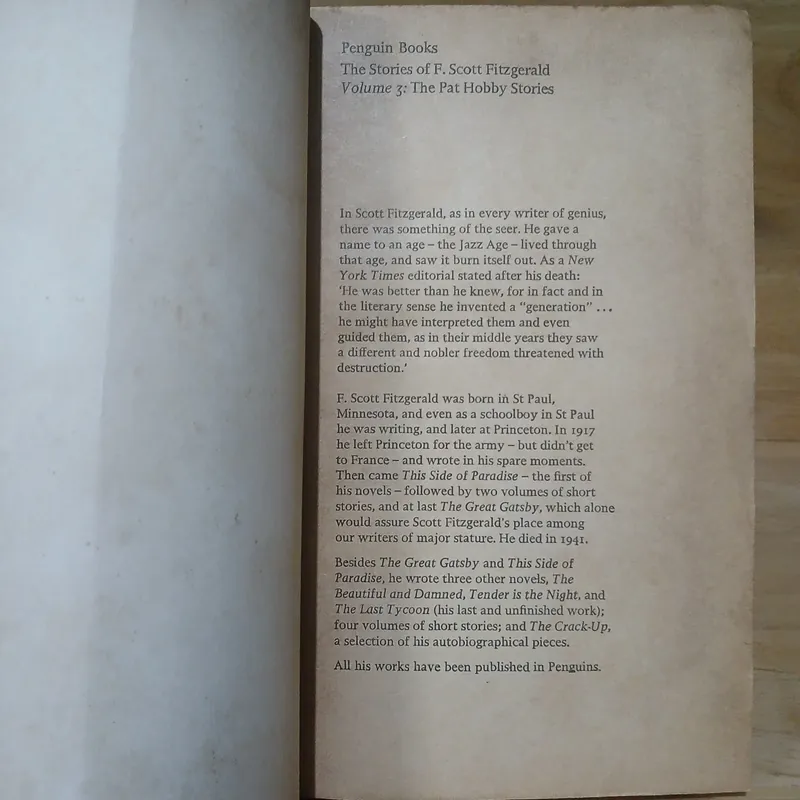 Penguin Books
The Stories of F. Scott Fitzgerald
Volume 3: The Pat Hobby Stories
In Scott Fitzgerald, as in every writer of genius,
there was something of the seer. He gave a
name to an age – the Jazz Age – lived through
that age, and saw it burn itself out. As a New
York Times editorial stated after his death:
'He was better than he knew, for in fact and in
the literary sense he invented a "generation" ...
he might have interpreted them and even
guided them, as in their middle years they saw
a different and nobler freedom threatened with
destruction.'
F. Scott Fitzgerald was born in St Paul,
Minnesota, and even as a schoolboy in St Paul
he was writing, and later at Princeton. In 1917
he left Princeton for the army – but didn't get
to France – and wrote in his spare moments.
Then came This Side of Paradise – the first of
his novels – followed by two volumes of short
stories, and at last The Great Gatsby, which alone
would assure Scott Fitzgerald's place among
our writers of major stature. He died in 1941.
Besides The Great Gatsby and This Side of
Paradise, he wrote three other novels, The
Beautiful and Damned, Tender is the Night, and
The Last Tycoon (his last and unfinished work);
four volumes of short stories; and The Crack-Up,
a selection of his autobiographical pieces.
All his works have been published in Penguins.